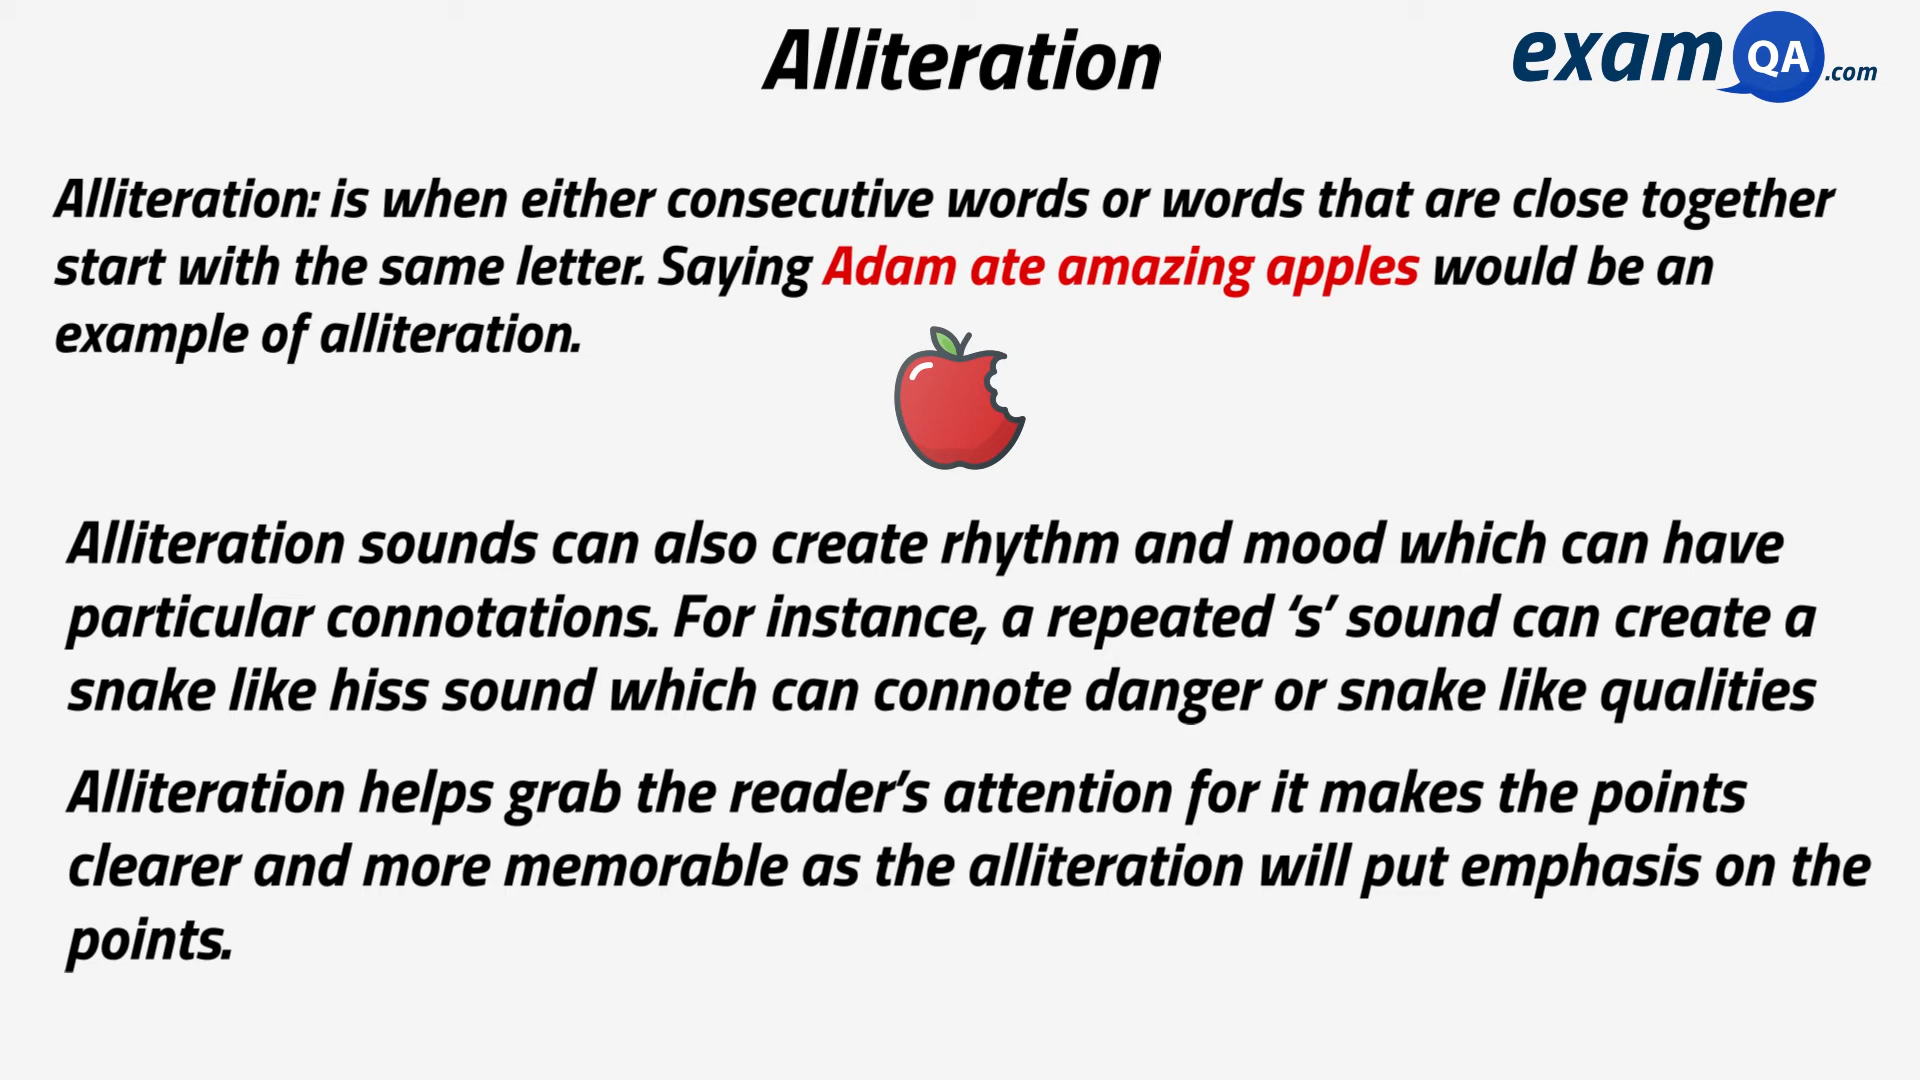 Alliteration
exam QA .com
Alliteration: is when either consecutive words or words that are close together
start with the same letter. Saying Adam ate amazing apples would be an
example of alliteration.
Alliteration sounds can also create rhythm and mood which can have
particular connotations. For instance, a repeated ‘s’ sound can create a
snake like hiss sound which can connote danger or snake like qualities
Alliteration helps grab the reader’s attention for it makes the points
clearer and more memorable as the alliteration will put emphasis on the
points.